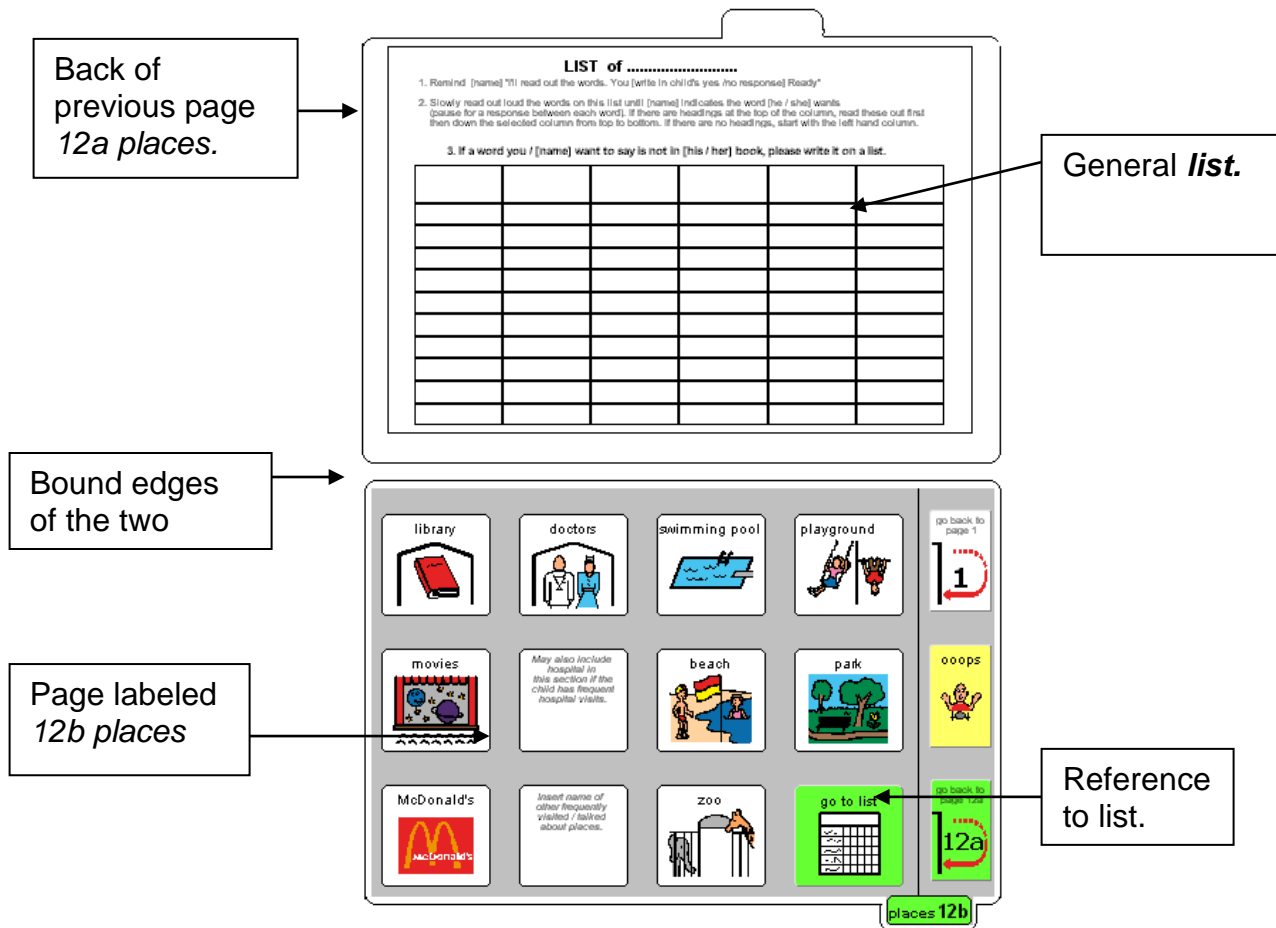 Back of
previous page
12a places.
LIST of ..........................
1. Remind [name] "I'll read out the words. You [write in child's yes /no response] Ready"
2. Slowly read out loud the words on this list until [name] indicates the word [he / she] wants
(pause for a response between each word). If there are headings at the top of the column, read these out first
then down the selected column from top to bottom. If there are no headings, start with the left hand column.
3. If a word you / [name] want to say is not in [his / her] book, please write it on a list.
General list.
Bound edges
of the two
library
doctors
swimming pool
playground
go back to
page 1
1
Page labeled
12b places
movies
May also include
hospital in
this section if the
child has frequent
hospital visits.
beach
park
ooops
McDonald's
McDonald's
Insert name of
other frequently
visited / talked
about places.
zoo
go to list
go back to
page 12a
12a
Reference
to list.
places 12b